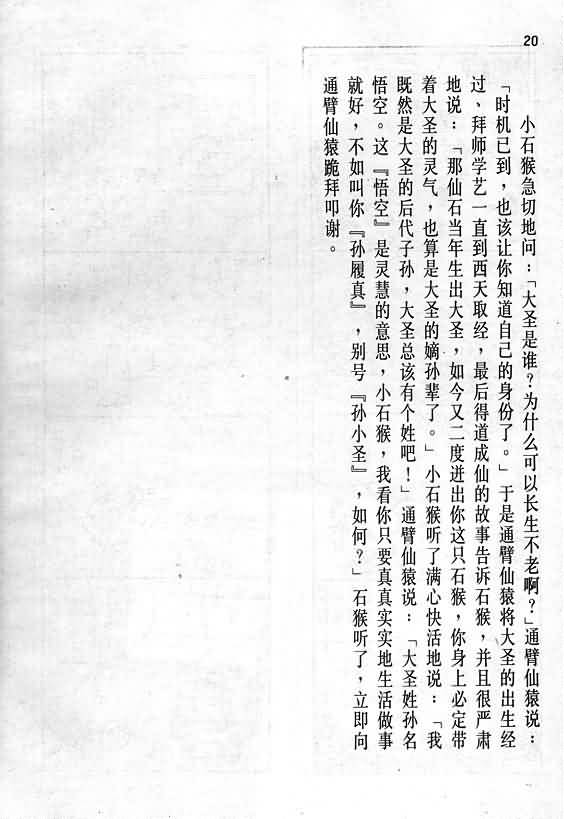 20
小石猴急切地问：「大圣是谁？为什么可以长生不老啊？」通臂仙猿说：
「时机已到，也该让你知道自己的身份了。」于是通臂仙猿将大圣的出生经
过、拜师学艺一直到西天取经，最后得道成仙的故事告诉石猴，并且很严肃
地说：「那仙石当年生出大圣，如今又二度迸出你这只石猴，你身上必定带
着大圣的灵气，也算是大圣的嫡孙辈了。」小石猴听了满心快活地说：「我
既然是大圣的后代子孙，大圣总该有个姓吧！」通臂仙猿说：「大圣姓孙名
悟空。这『悟空』是灵慧的意思，小石猴，我看你只要真真实实地生活做事
就好，不如叫你『孙履真』，别号『孙小圣』，如何？」石猴听了，立即向
通臂仙猿跪拜叩谢。